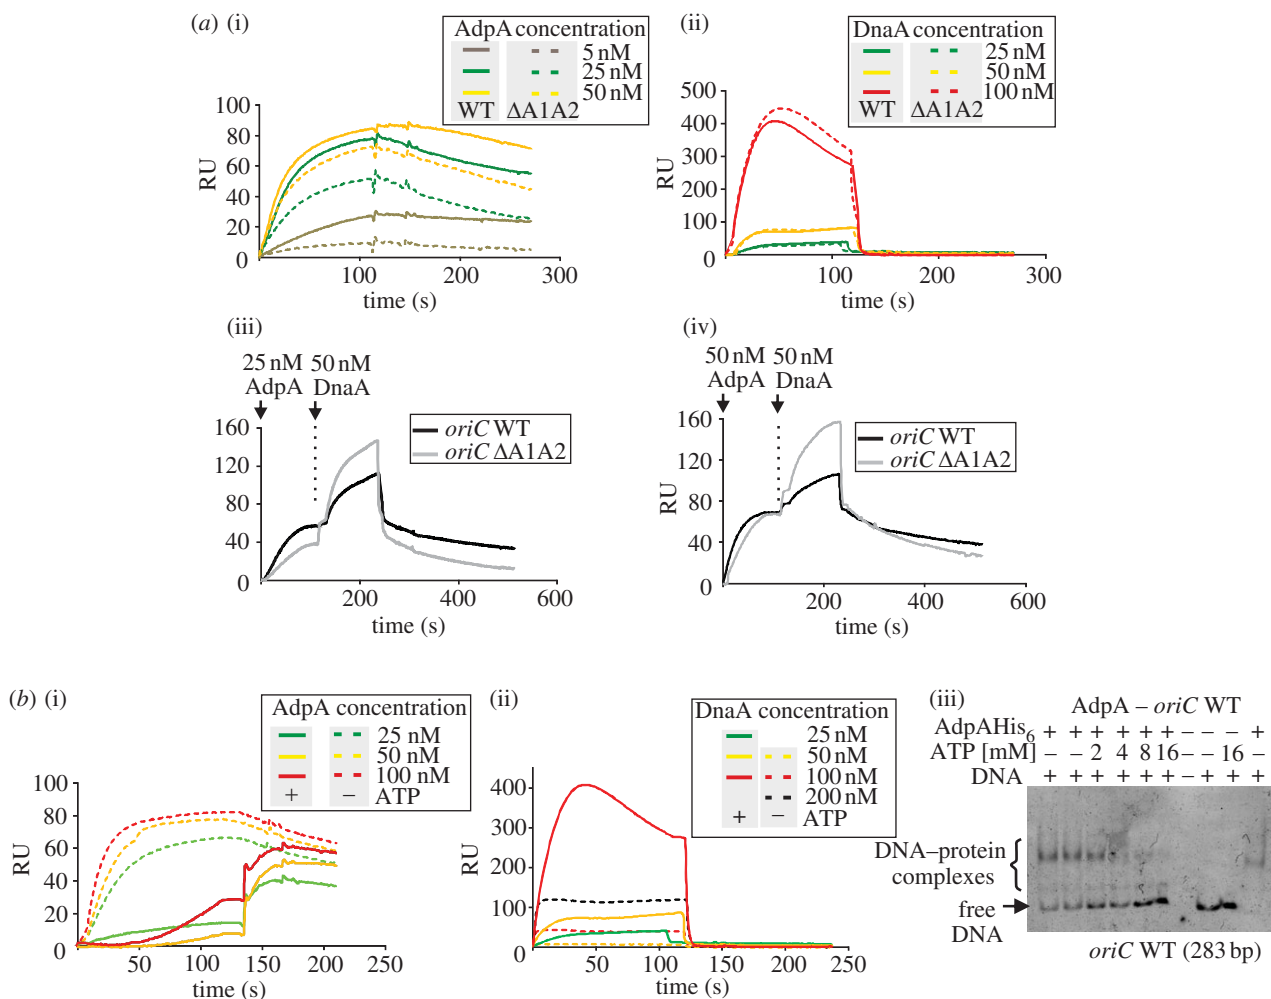 (a) (i)
AdpA concentration
5 nM
25 nM
50 nM
WT ΔA1A2
100
80
60
40
20
0
RU
100 200 300
time (s)
(ii)
DnaA concentration
25 nM
50 nM
100 nM
WT ΔA1A2
500
400
300
200
100
0
RU
0 100 200 300
time (s)
(iii)
25 nM 50 nM
AdpA DnaA
oriC WT
oriC ΔA1A2
160
120
80
40
0
RU
200 400 600
time (s)
(iv)
50 nM 50 nM
AdpA DnaA
oriC WT
oriC ΔA1A2
160
120
80
40
0
RU
200 400 600
time (s)
(b) (i)
AdpA concentration
25 nM
50 nM
100 nM
+ – ATP
100
80
60
40
20
0
RU
50 100 150 200 250
time (s)
(ii)
DnaA concentration
25 nM
50 nM
100 nM
200 nM
+ – ATP
400
300
200
100
0
RU
50 100 150 200 250
time (s)
(iii)
AdpA – oriC WT
AdpAHis6 + + + + + + – – – +
ATP [mM] – – 2 4 8 16 – – 16 –
DNA + + + + + + – + + +
DNA–protein
complexes
free
DNA
oriC WT (283 bp)